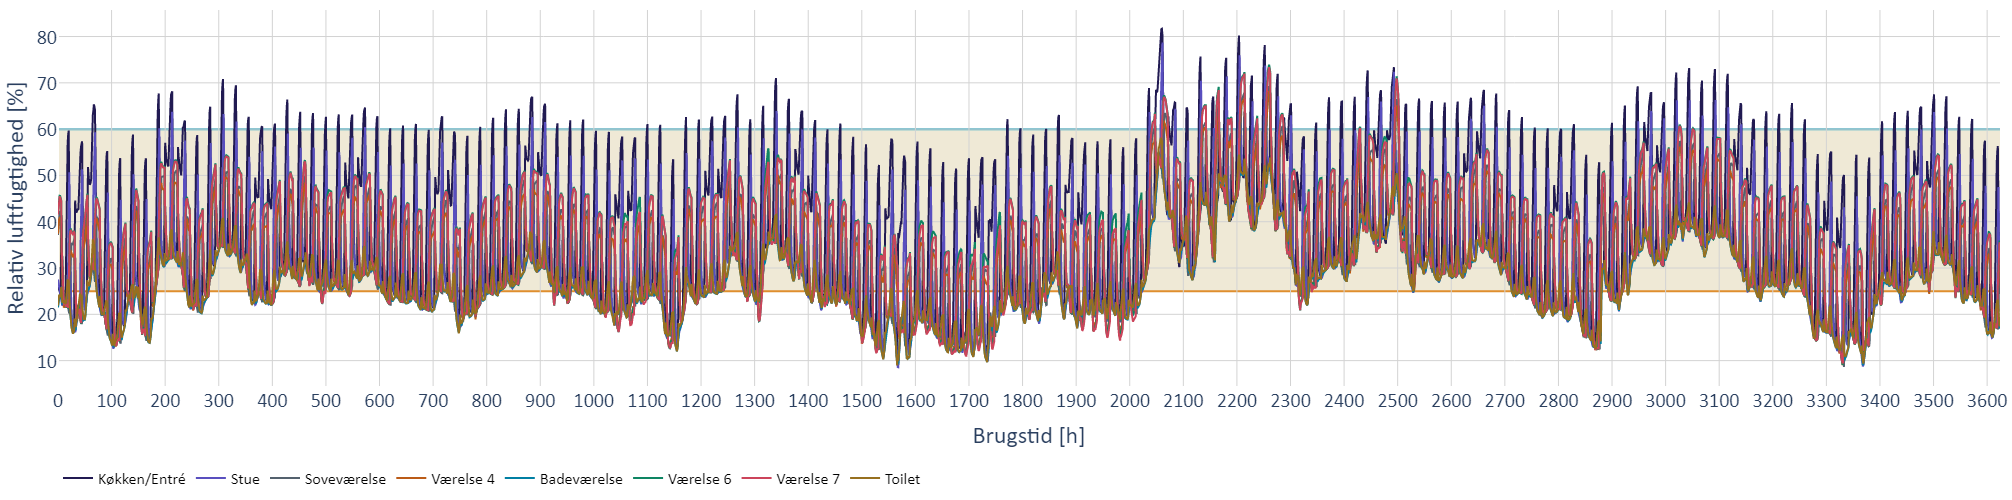 Relativ luftfugtighed [%]
80
70
60
50
40
30
20
10
0 100 200 300 400 500 600 700 800 900 1000 1100 1200 1300 1400 1500 1600 1700 1800 1900 2000 2100 2200 2300 2400 2500 2600 2700 2800 2900 3000 3100 3200 3300 3400 3500 3600
Brugstid [h]
Køkken/Entré Stue Soveværelse Værelse 4 Badeværelse Værelse 6 Værelse 7 Toilet